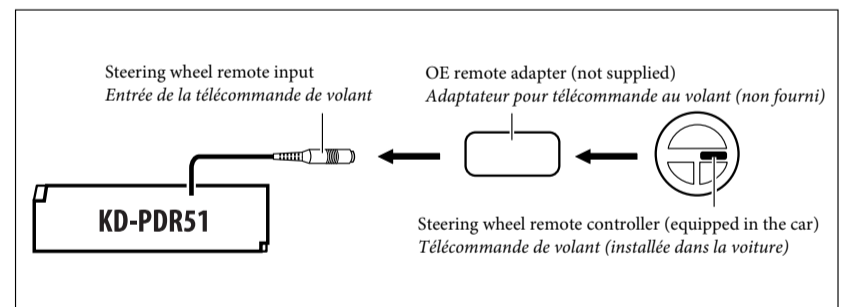 Steering wheel remote input
Entrée de la télécommande de volant
OE remote adapter (not supplied)
Adaptateur pour télécommande au volant (non fourni)
KD-PDR51
Steering wheel remote controller (equipped in the car)
Télécommande de volant (installée dans la voiture)